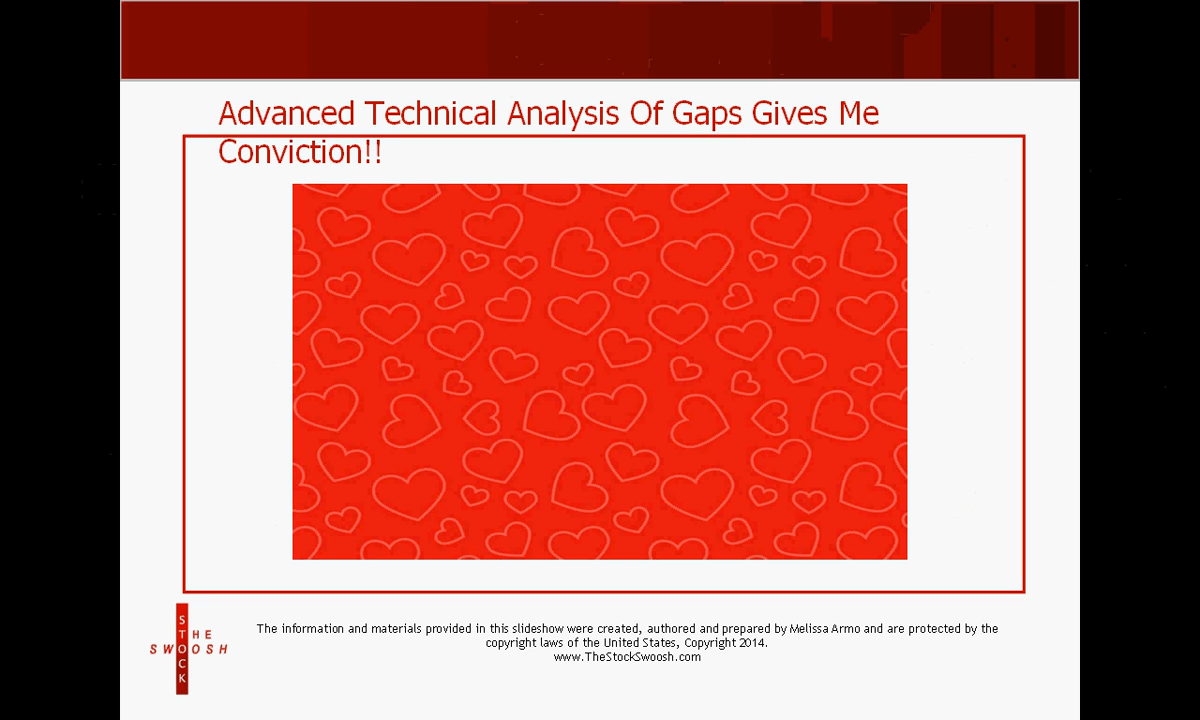 Advanced Technical Analysis Of Gaps Gives Me
Conviction!!
THE
STOCK
SWOOSH
The information and materials provided in this slideshow were created, authored and prepared by Melissa Armo and are protected by the
copyright laws of the United States, Copyright 2014.
www.TheStockSwoosh.com